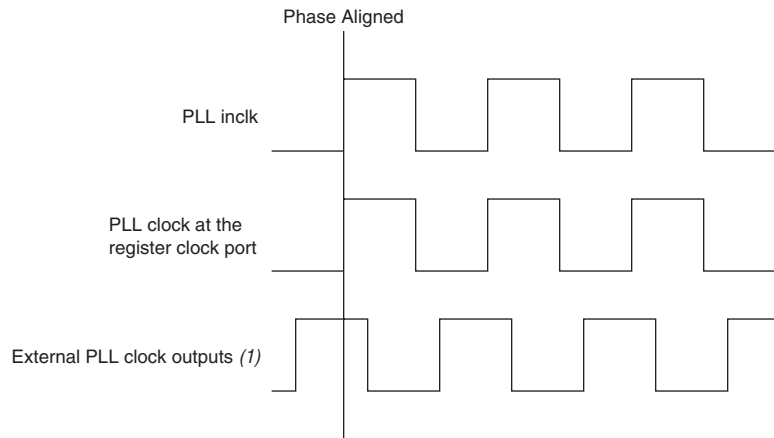 Phase Aligned
PLL inclk
PLL clock at the
register clock port
External PLL clock outputs (1)